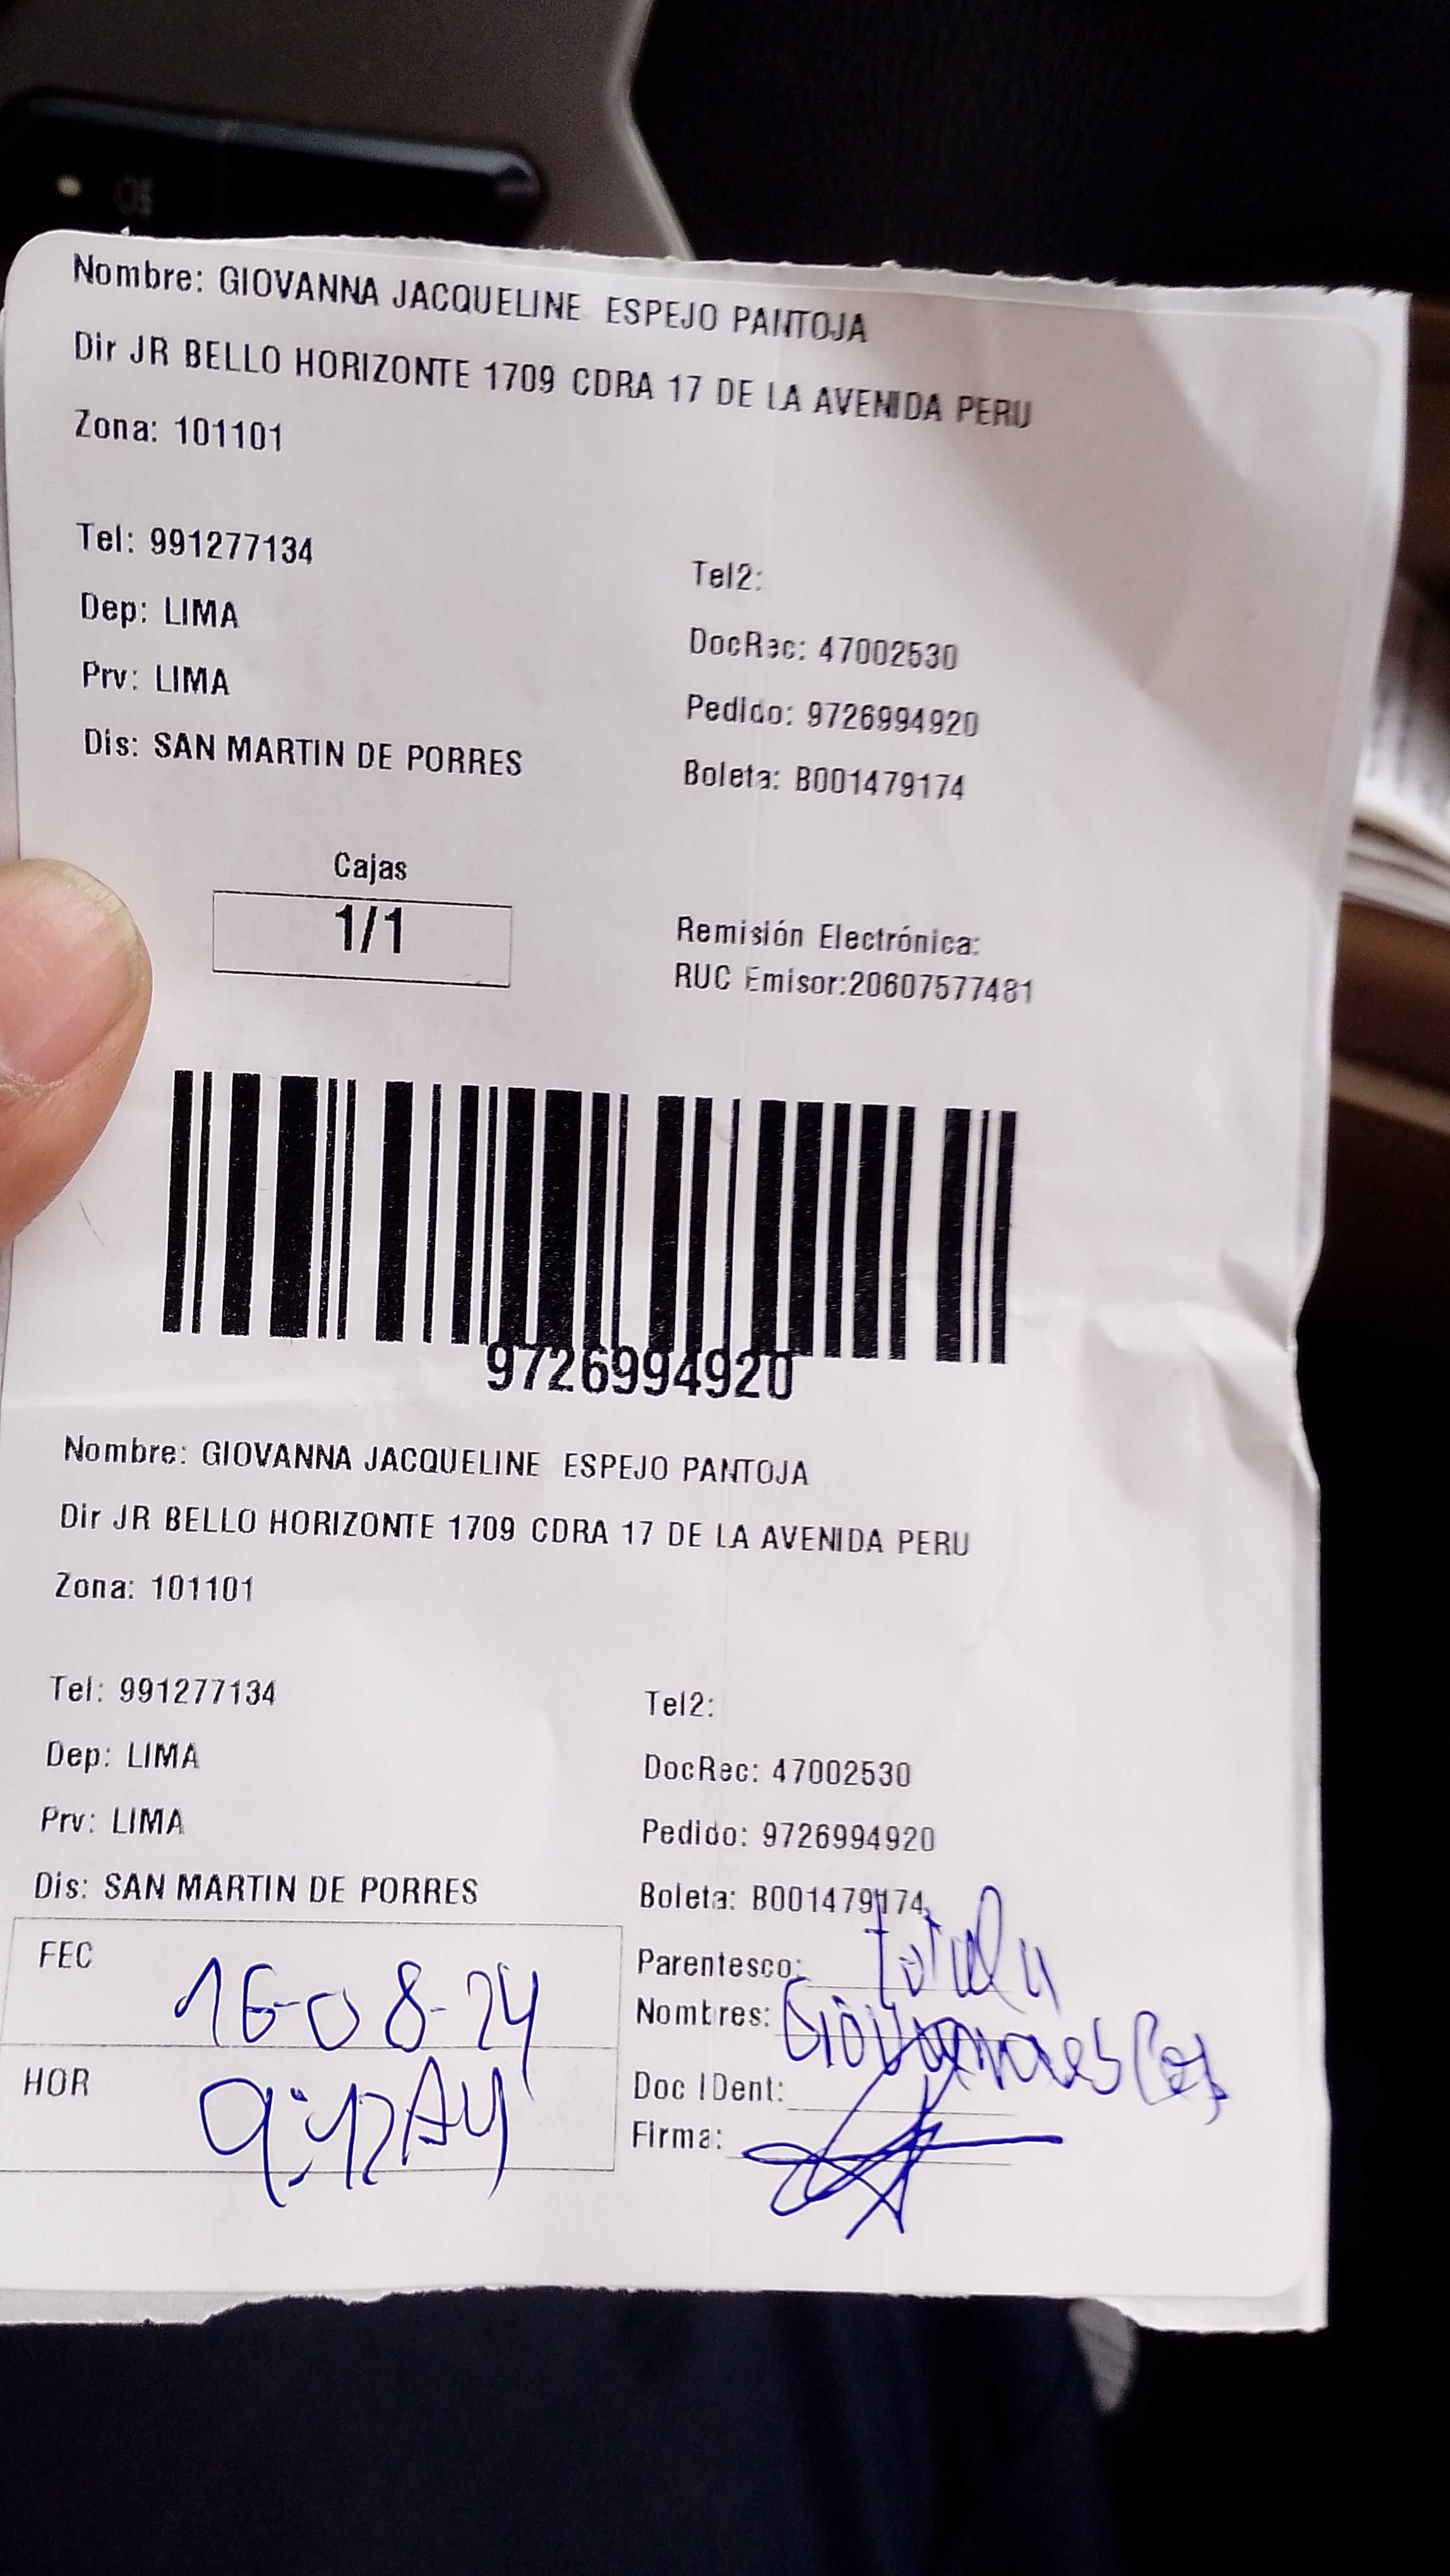 Nombre: GIOVANNA JACQUELINE ESPEJO PANTOJA
Dir JR BELLO HORIZONTE 1709 CDRA 17 DE LA AVENIDA PERU
Zona: 101101
Tel: 991277134
Tel2:
Dep: LIMA
DocRec: 47002530
Prv: LIMA
Pedido: 9726994920
Dis: SAN MARTIN DE PORRES
Boleta: B001479174
Cajas
1/1
Remisión Electrónica:
RUC Emisor:20607577481
9726994920
Nombre: GIOVANNA JACQUELINE ESPEJO PANTOJA
Dir JR BELLO HORIZONTE 1709 CDRA 17 DE LA AVENIDA PERU
Zona: 101101
Tel: 991277134
Tel2:
Dep: LIMA
DocRec: 47002530
Prv: LIMA
Pedido: 9726994920
Dis: SAN MARTIN DE PORRES
Boleta: B001479174
FEC 16-08-24
Parentesco:
Nombres:
HOR
Doc IDent:
Firma: